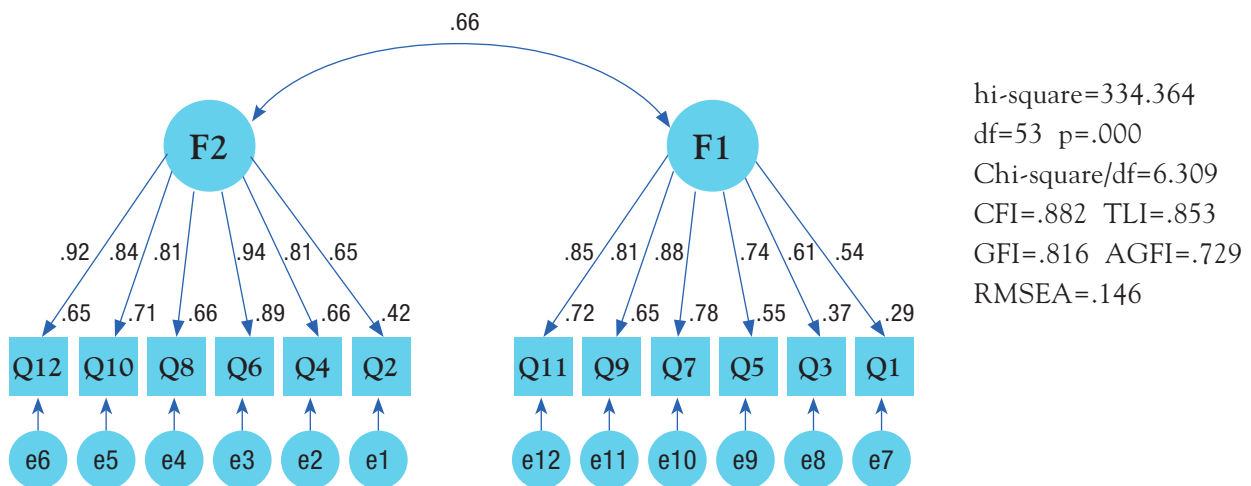 .66
F2 F1
.92 .84 .81 .94 .81 .65 .85 .81 .88 .74 .61 .54
.65 .71 .66 .89 .66 .42 .72 .65 .78 .55 .37 .29
Q12 Q10 Q8 Q6 Q4 Q2 Q11 Q9 Q7 Q5 Q3 Q1
e6 e5 e4 e3 e2 e1 e12 e11 e10 e9 e8 e7
hi-square=334.364
df=53 p=.000
Chi-square/df=6.309
CFI=.882 TLI=.853
GFI=.816 AGFI=.729
RMSEA=.146